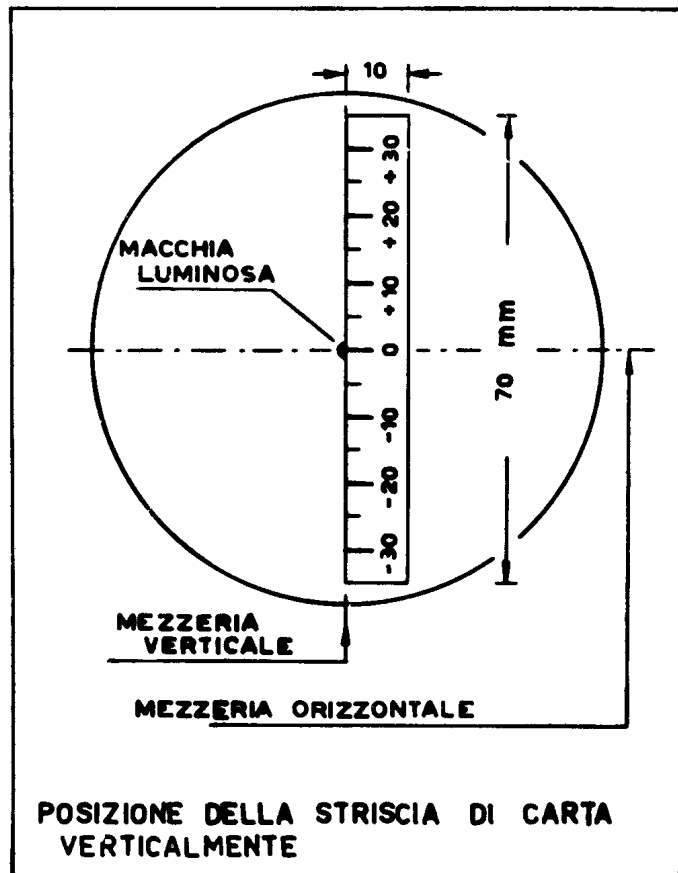 10
+30
+20
+10
0
-10
-20
-30
70 mm
MACCHIA
LUMINOSA
MEZZERIA
VERTICALE
MEZZERIA ORIZZONTALE
POSIZIONE DELLA STRISCIA DI CARTA
VERTICALMENTE